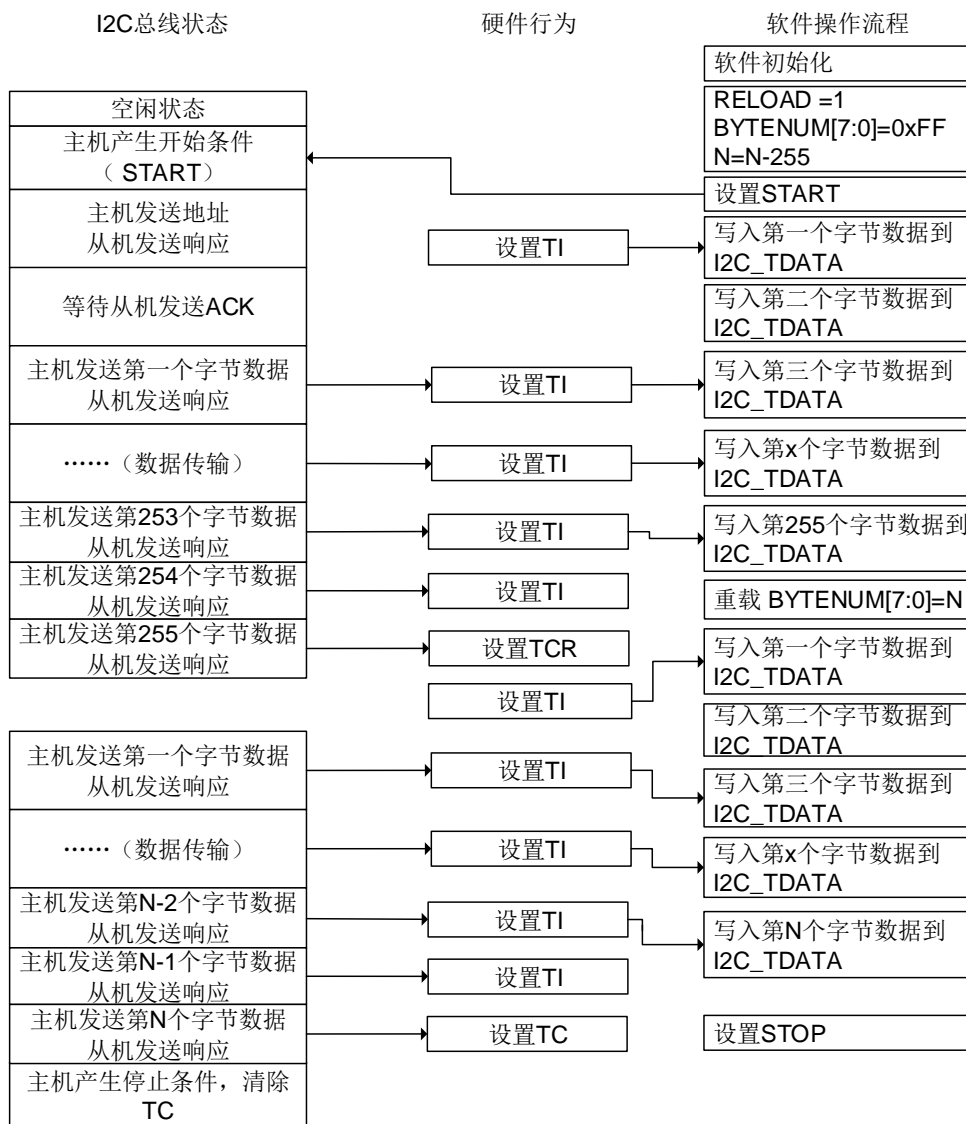 I2C总线状态
硬件行为
软件操作流程
软件初始化
空闲状态
RELOAD =1
BYTENUM[7:0]=0xFF
N=N-255
主机产生开始条件
( START)
设置START
主机发送地址
从机发送响应
设置TI
写入第一个字节数据到
I2C_TDATA
等待从机发送ACK
写入第二个字节数据到
I2C_TDATA
主机发送第一个字节数据
从机发送响应
设置TI
写入第三个字节数据到
I2C_TDATA
……（数据传输）
设置TI
写入第x个字节数据到
I2C_TDATA
主机发送第253个字节数据
从机发送响应
设置TI
写入第255个字节数据到
I2C_TDATA
主机发送第254个字节数据
从机发送响应
设置TI
重载 BYTENUM[7:0]=N
主机发送第255个字节数据
从机发送响应
设置TCR
设置TI
写入第一个字节数据到
I2C_TDATA
写入第二个字节数据到
I2C_TDATA
主机发送第一个字节数据
从机发送响应
设置TI
写入第三个字节数据到
I2C_TDATA
……（数据传输）
设置TI
写入第x个字节数据到
I2C_TDATA
主机发送第N-2个字节数据
从机发送响应
设置TI
写入第N个字节数据到
I2C_TDATA
主机发送第N-1个字节数据
从机发送响应
设置TI
主机发送第N个字节数据
从机发送响应
设置TC
设置STOP
主机产生停止条件，清除
TC